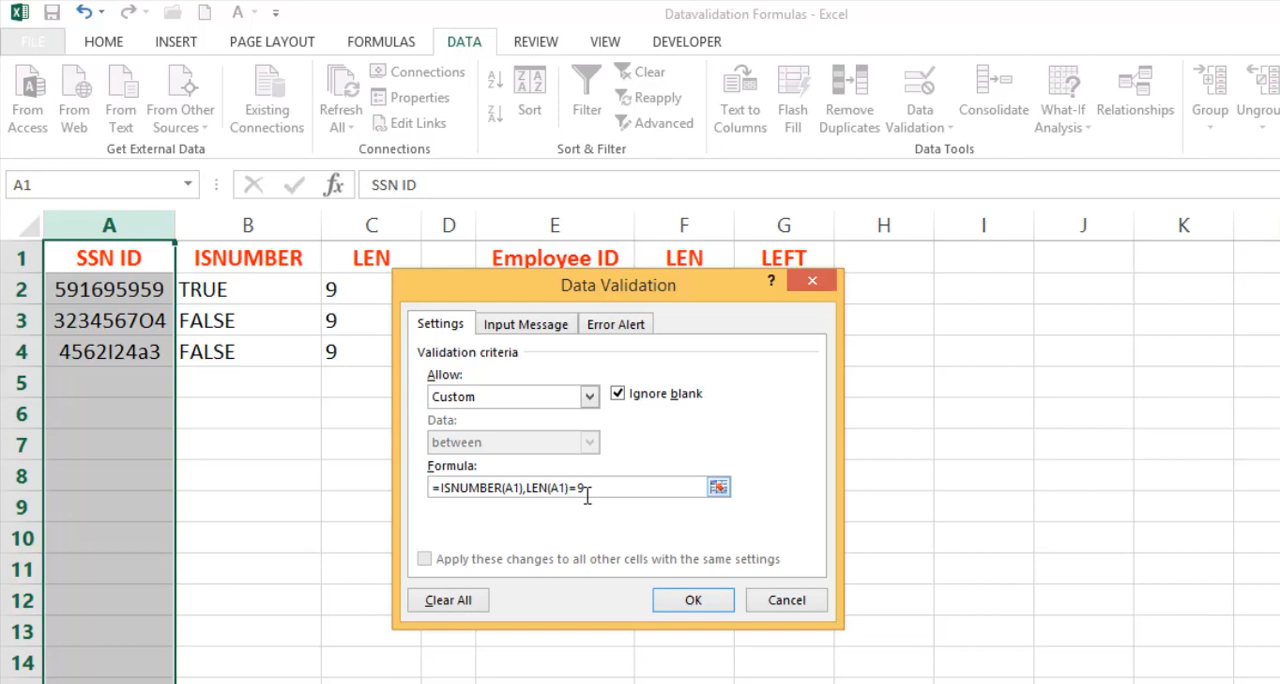 Datavalidation Formulas - Excel
FILE HOME INSERT PAGE LAYOUT FORMULAS DATA REVIEW VIEW DEVELOPER
From Access
From Web
From Text
From Other Sources
Existing Connections
Get External Data
Refresh All
Connections
Properties
Edit Links
Connections
Sort
Filter
Clear
Reapply
Advanced
Sort & Filter
Text to Columns
Flash Fill
Remove Duplicates
Data Validation
Consolidate
What-If Analysis
Relationships
Data Tools
Group
Ungrou
A1 fx SSN ID
A B C D E F G H I J K
1 SSN ID ISNUMBER LEN Employee ID LEN LEFT
2 591695959 TRUE 9
3 3234567O4 FALSE 9
4 4562I24a3 FALSE 9
5
6
7
8
9
10
11
12
13
14
Data Validation ?
Settings Input Message Error Alert
Validation criteria
Allow:
Custom Ignore blank
Data:
between
Formula:
=ISNUMBER(A1),LEN(A1)=9
Apply these changes to all other cells with the same settings
Clear All OK Cancel